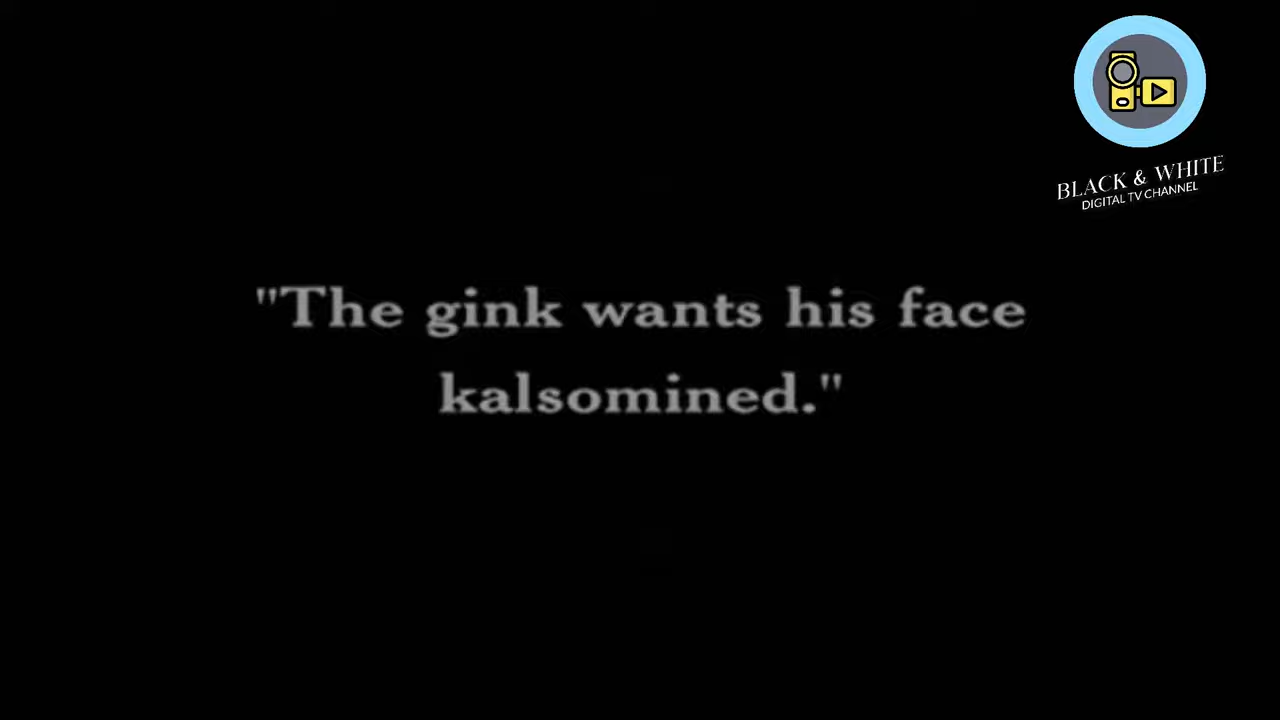 BLACK & WHITE
DIGITAL TV CHANNEL
"The gink wants his face
kalsomined."